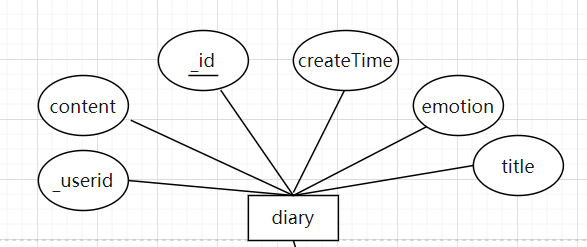 _id
createTime
content
emotion
_userid
title
diary